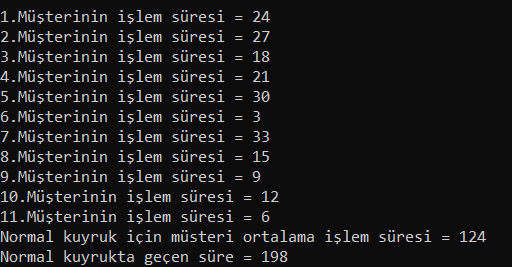 1.Müşterinin işlem süresi = 24
2.Müşterinin işlem süresi = 27
3.Müşterinin işlem süresi = 18
4.Müşterinin işlem süresi = 21
5.Müşterinin işlem süresi = 30
6.Müşterinin işlem süresi = 3
7.Müşterinin işlem süresi = 33
8.Müşterinin işlem süresi = 15
9.Müşterinin işlem süresi = 9
10.Müşterinin işlem süresi = 12
11.Müşterinin işlem süresi = 6
Normal kuyruk için müsteri ortalama işlem süresi = 124
Normal kuyrukta geçen süre = 198